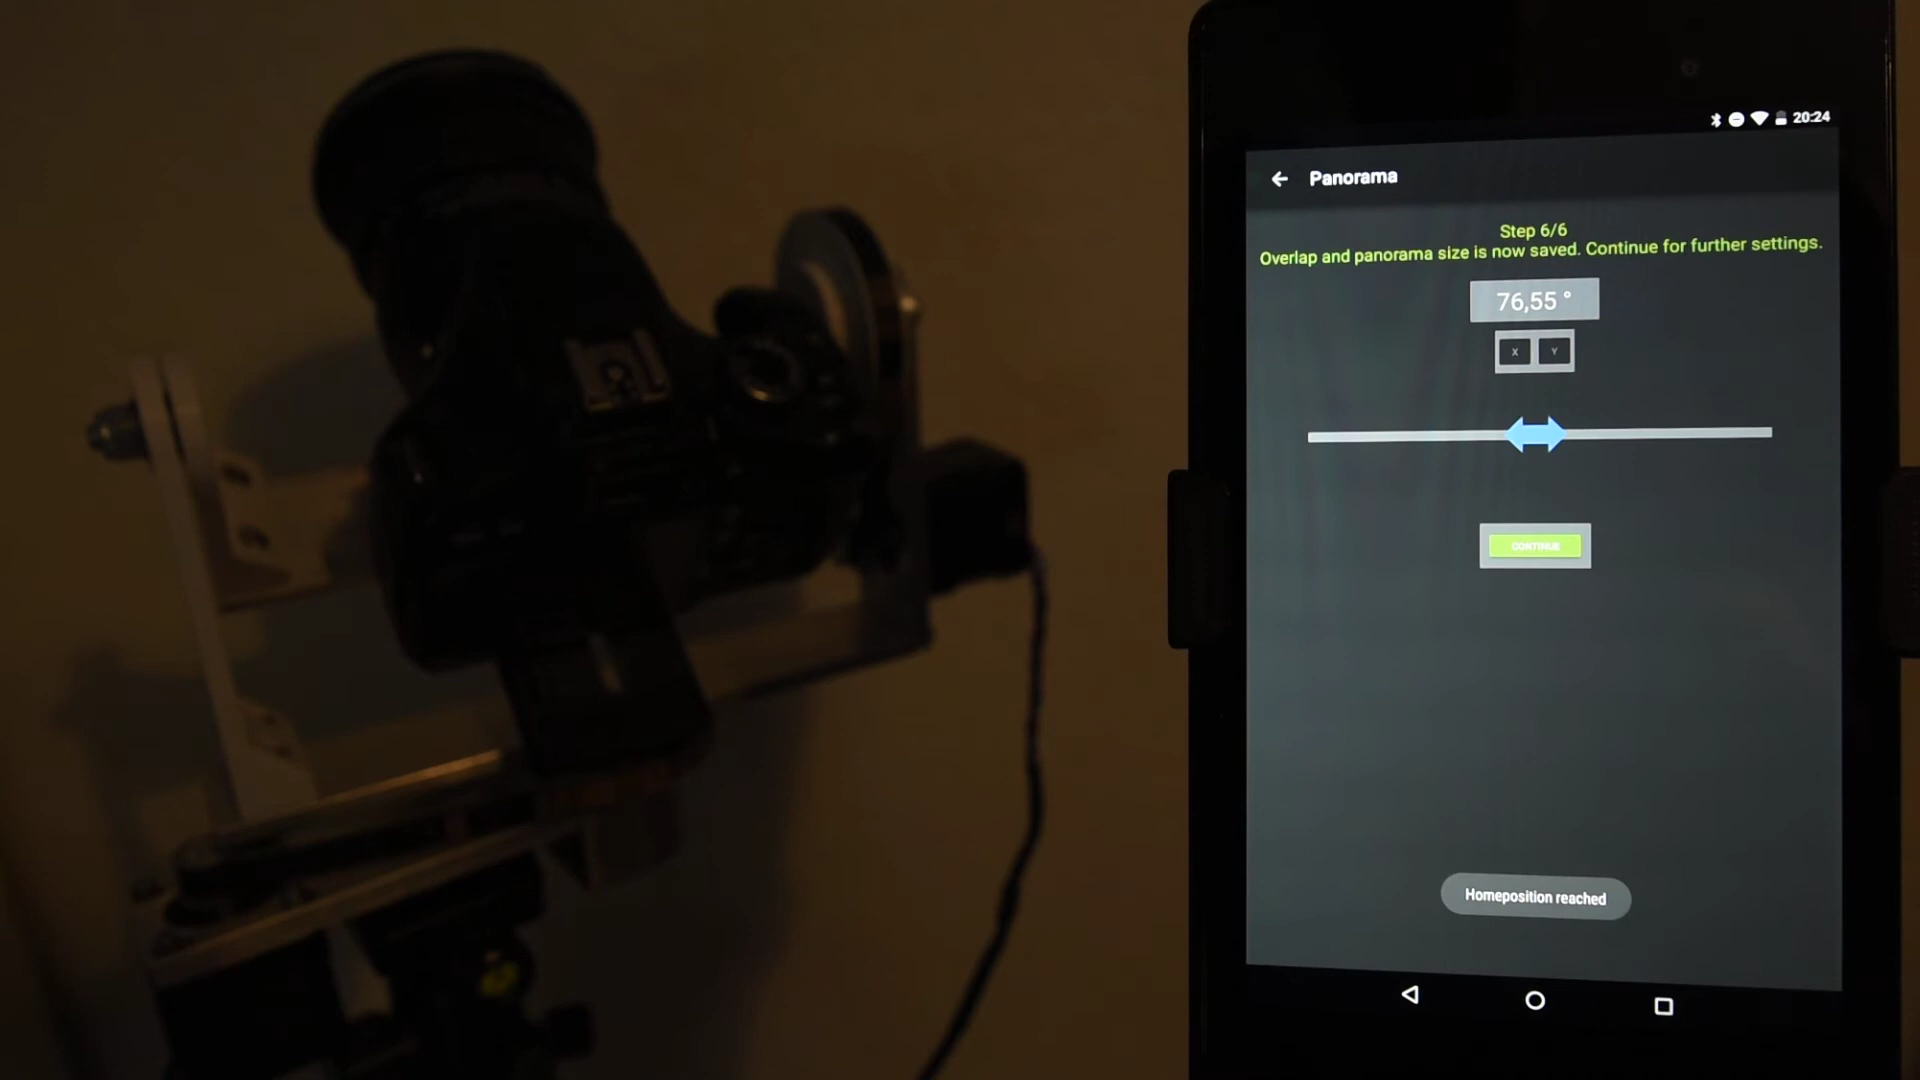 20:24
Panorama
Step 6/6
Overlap and panorama size is now saved. Continue for further settings.
76,55 °
X Y
CONTINUE
Homeposition reached